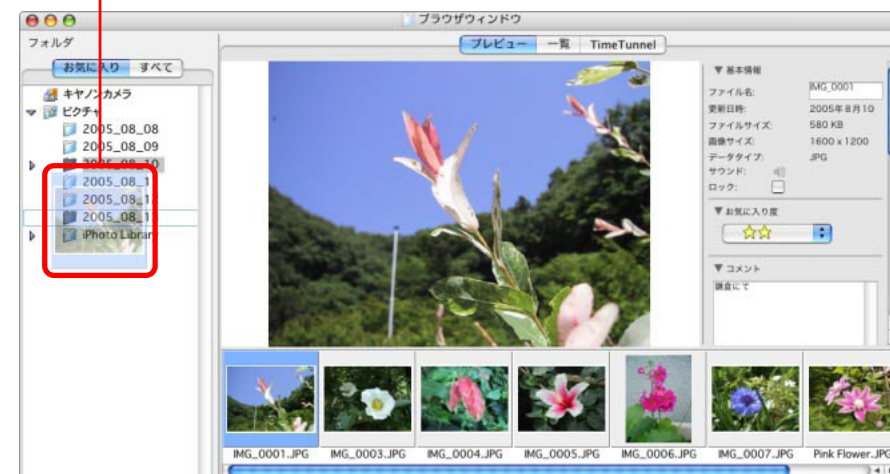 ブラウザウィンドウ
フォルダ
お気に入り すべて
キヤノンカメラ
ピクチャ
2005_08_08
2005_08_09
2005_08_10
2005_08_1
2005_08_12
2005_08_1
iPhoto Library
プレビュー 一覧 TimeTunnel
▼ 基本情報
ファイル名: IMG_0001
更新日時: 2005年8月10
ファイルサイズ: 580 KB
画像サイズ: 1600 x 1200
データタイプ: JPG
サウンド:
ロック:
▼ お気に入り度
▼ コメント
鎌倉にて
IMG_0001.JPG IMG_0003.JPG IMG_0004.JPG IMG_0005.JPG IMG_0006.JPG IMG_0007.JPG Pink Flower.JPG